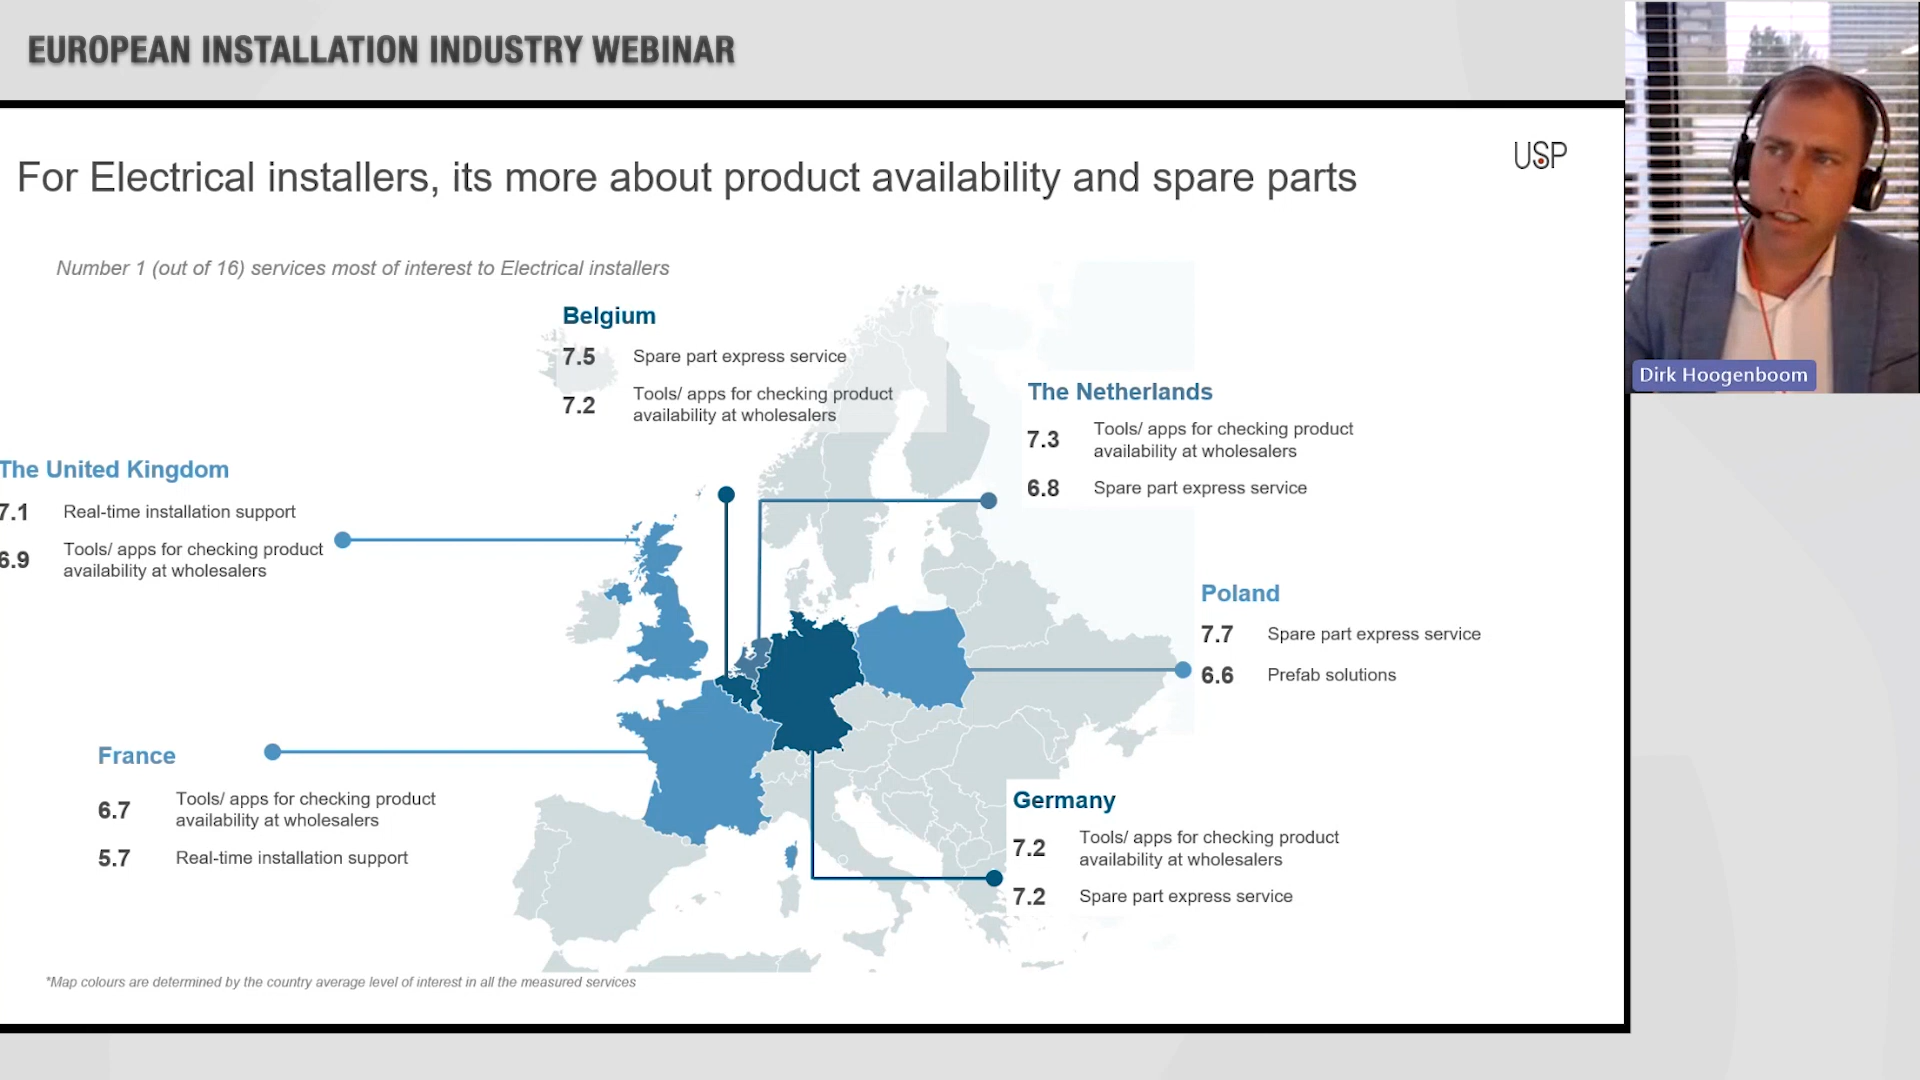 EUROPEAN INSTALLATION INDUSTRY WEBINAR
USP
For Electrical installers, its more about product availability and spare parts
Number 1 (out of 16) services most of interest to Electrical installers
Dirk Hoogenboom
Belgium
7.5 Spare part express service
7.2 Tools/ apps for checking product
availability at wholesalers
The Netherlands
7.3 Tools/ apps for checking product
availability at wholesalers
6.8 Spare part express service
The United Kingdom
7.1 Real-time installation support
6.9 Tools/ apps for checking product
availability at wholesalers
Poland
7.7 Spare part express service
6.6 Prefab solutions
France
6.7 Tools/ apps for checking product
availability at wholesalers
5.7 Real-time installation support
Germany
7.2 Tools/ apps for checking product
availability at wholesalers
7.2 Spare part express service
*Map colours are determined by the country average level of interest in all the measured services